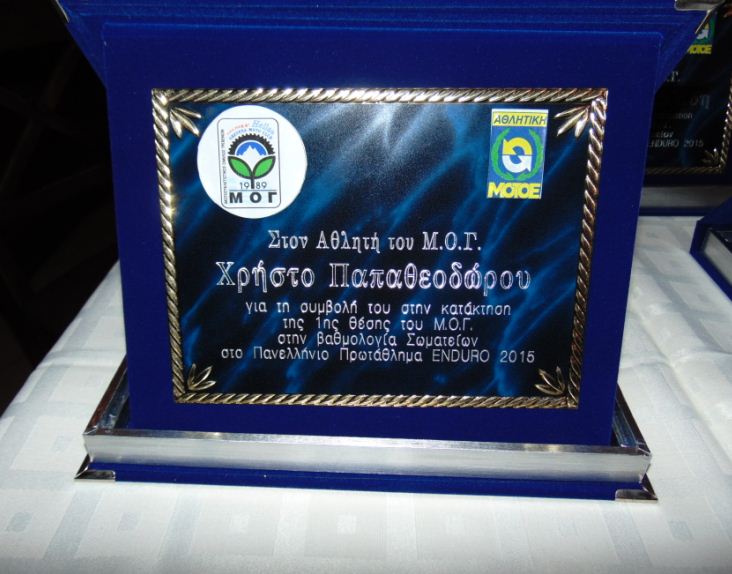 Hellas
1989
ΜΟΓ
ΑΘΛΗΤΙΚΗ
ΜΟΤΟΕ
Στον Αθλητή του Μ.Ο.Γ.
Χρήστο Παπαθεοδώρου
για τη συμβολή του στην κατάκτηση
της 1ης θέσης του Μ.Ο.Γ.
στην βαθμολογία Σωματείων
στο Πανελλήνιο Πρωτάθλημα ENDURO 2015
ΜΟΤΟΕ
ENDURO 2015